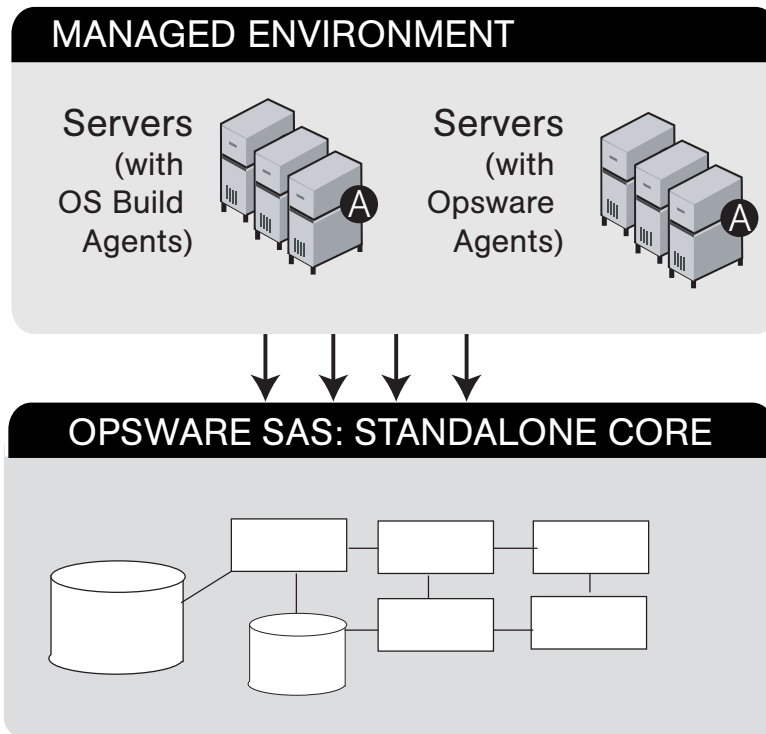 MANAGED ENVIRONMENT
Servers
(with
OS Build
Agents)
A
Servers
(with
Opsware
Agents)
A
OPSWARE SAS: STANDALONE CORE